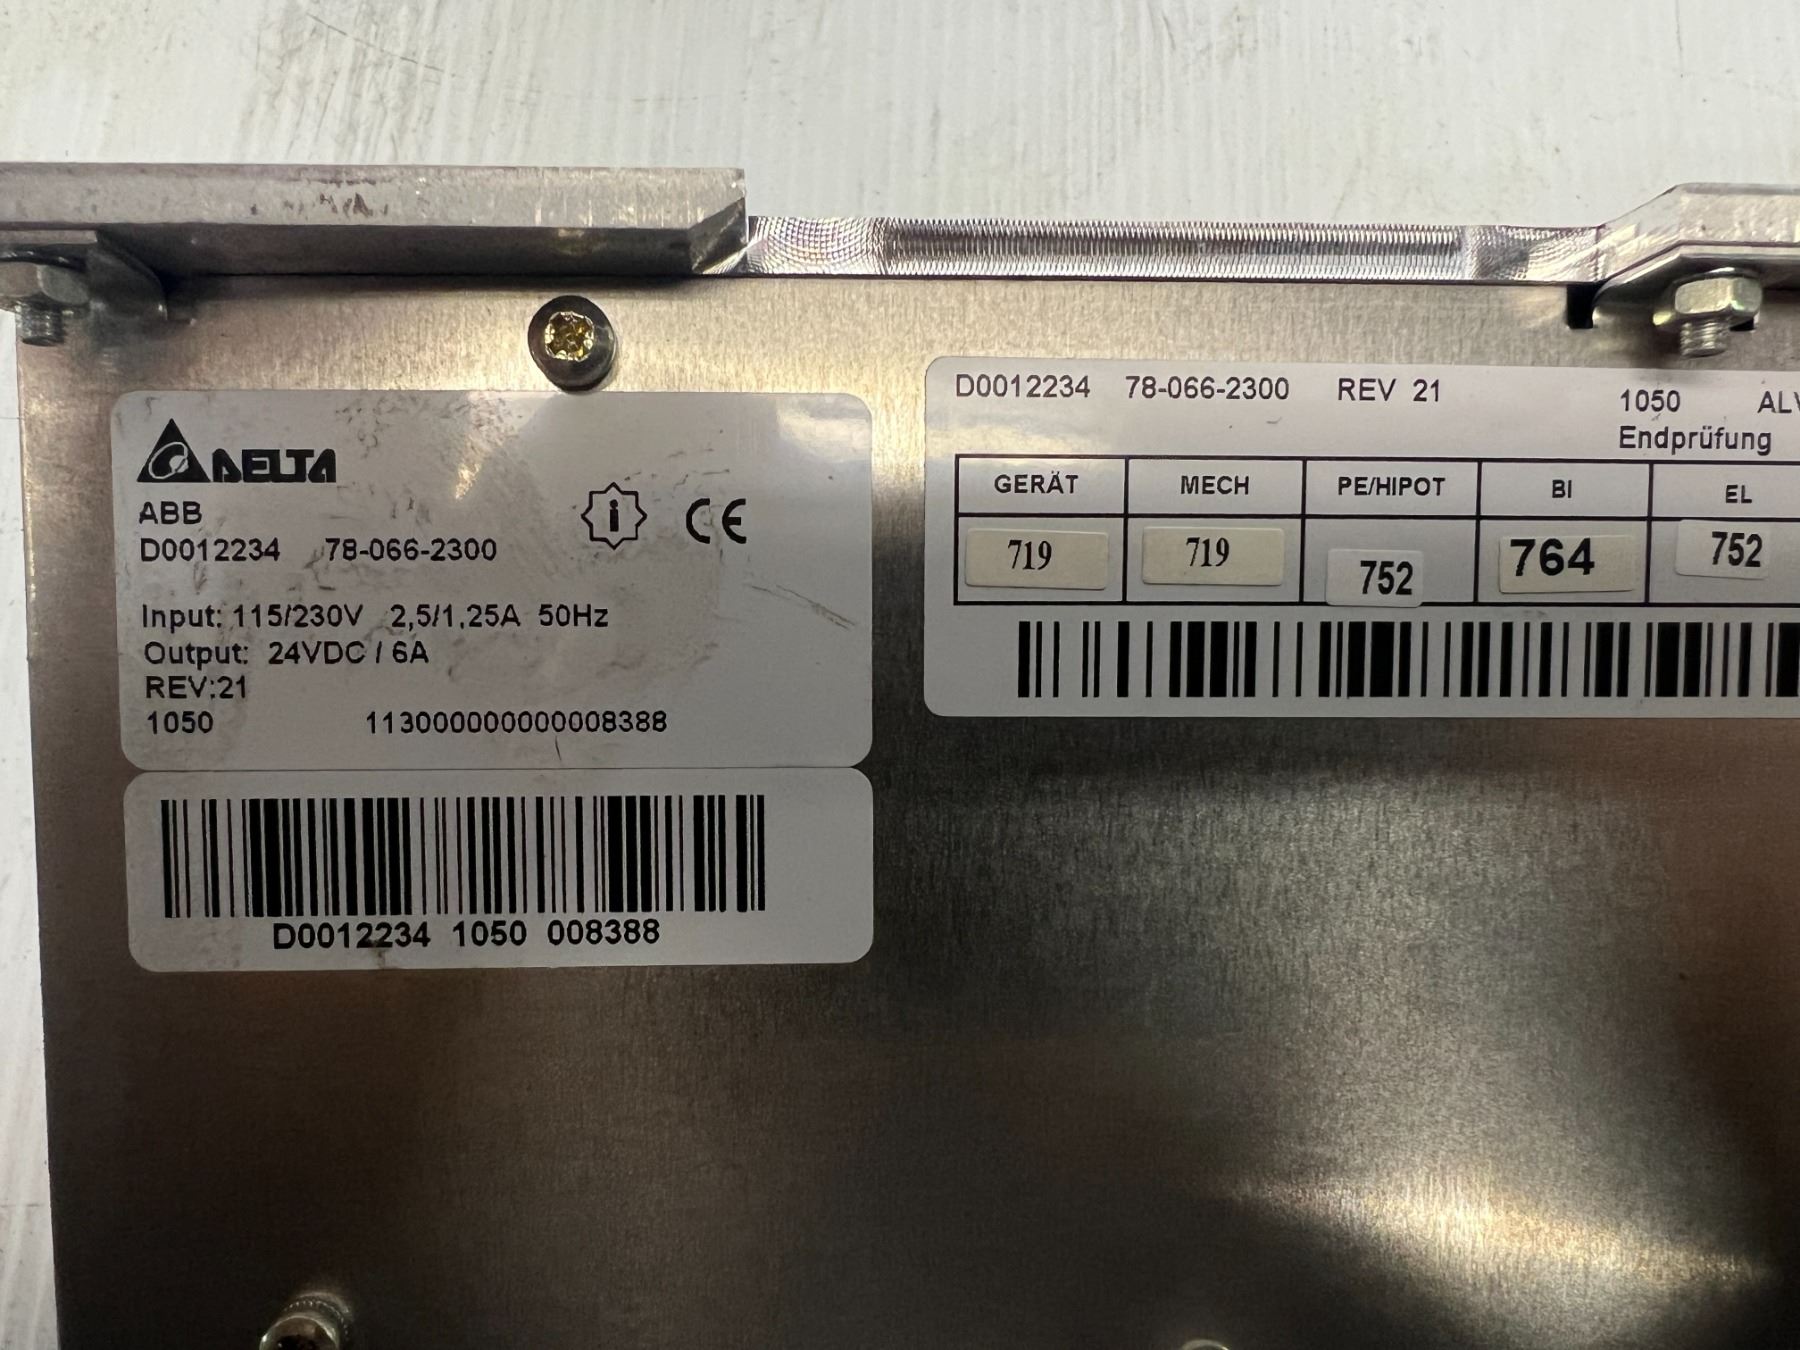 DELTA
ABB
D0012234 78-066-2300
Input: 115/230V 2,5/1,25A 50Hz
Output: 24VDC / 6A
REV:21
1050 113000000000008388
D0012234 1050 008388
D0012234 78-066-2300 REV 21 1050
Endprüfung
GERÄT MECH PE/HIPOT BI EL
719 719 752 764 752